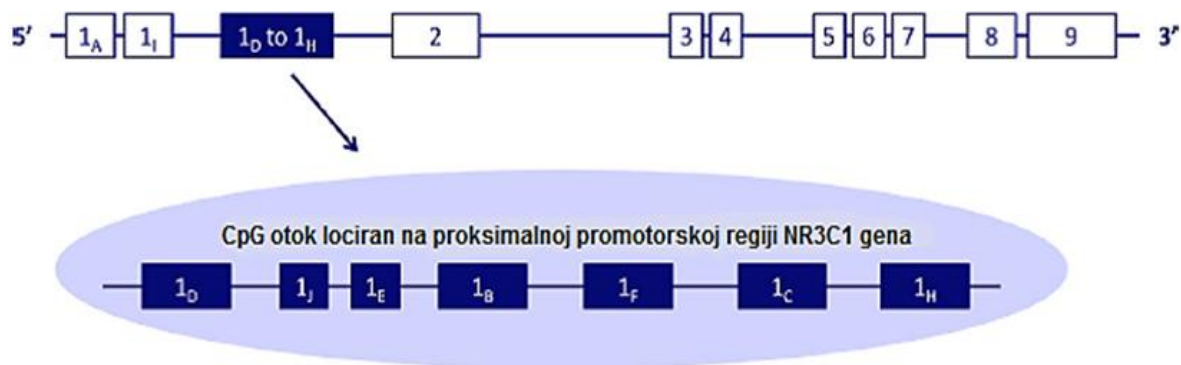 5' 1A 1I 1D to 1H 2 3 4 5 6 7 8 9 3'
CpG otok lociran na proksimalnoj promotorskoj regiji NR3C1 gena
1D 1J 1E 1B 1F 1C 1H